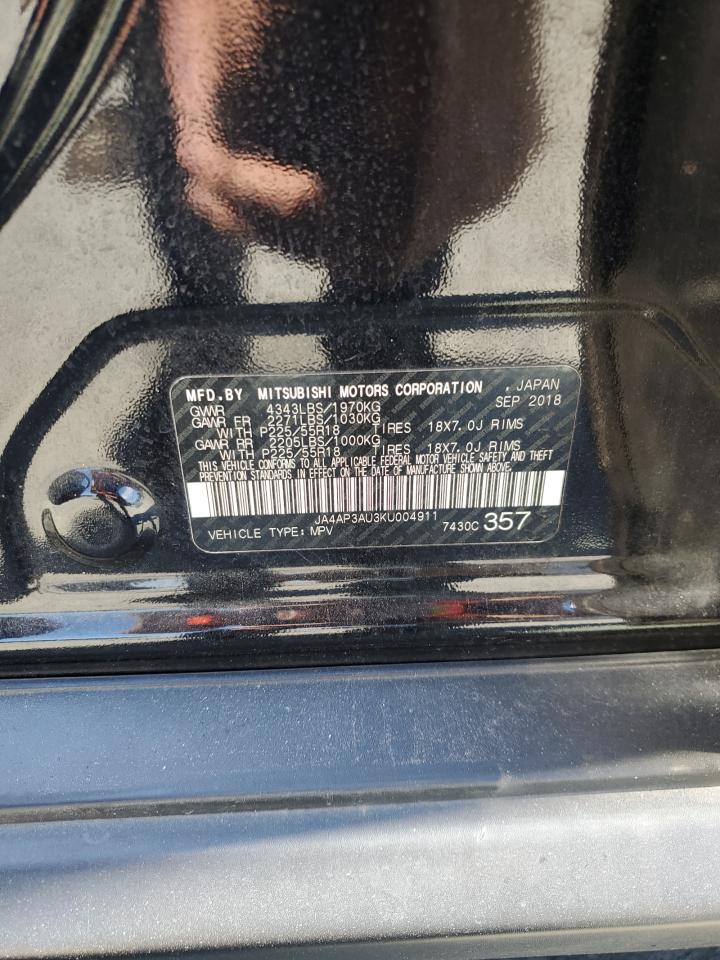 MFD.BY MITSUBISHI MOTORS CORPORATION , JAPAN
GVWR 4343LBS/1970KG SEP 2018
GAWR FR 2271LBS/1030KG
WITH P225/55R18 TIRES 18X7.0J RIMS
GAWR RR 2205LBS/1000KG
WITH P225/55R18 TIRES 18X7.0J RIMS
THIS VEHICLE CONFORMS TO ALL APPLICABLE FEDERAL MOTOR VEHICLE SAFETY AND THEFT
PREVENTION STANDARDS IN EFFECT ON THE DATE OF MANUFACTURE SHOWN ABOVE.
JA4AP3AU3KU004911
VEHICLE TYPE: MPV 7430C 357